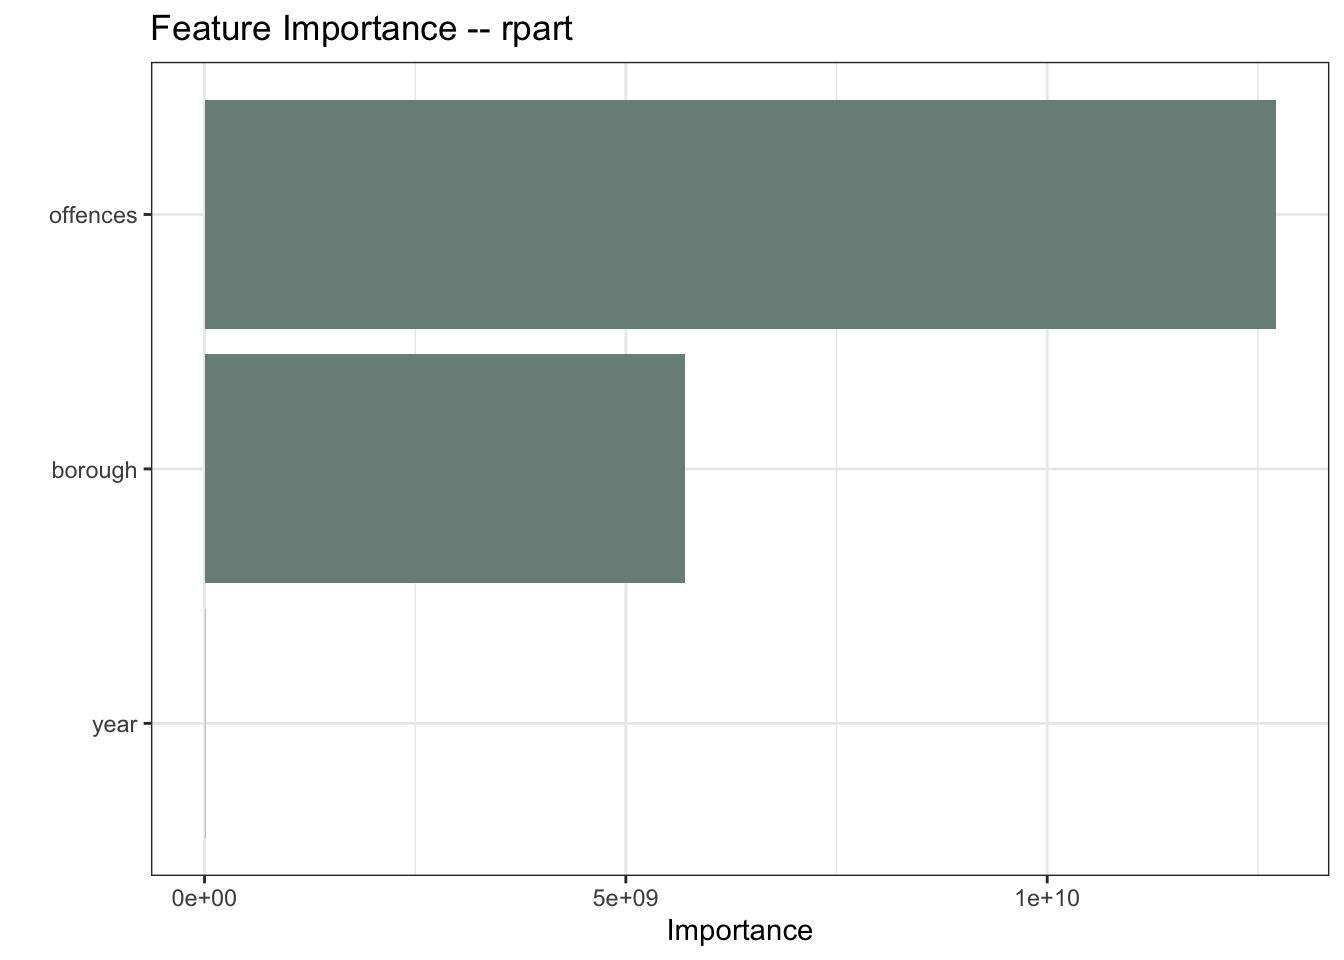 Feature Importance -- rpart
offences
borough
year
0e+00 5e+09 1e+10
Importance